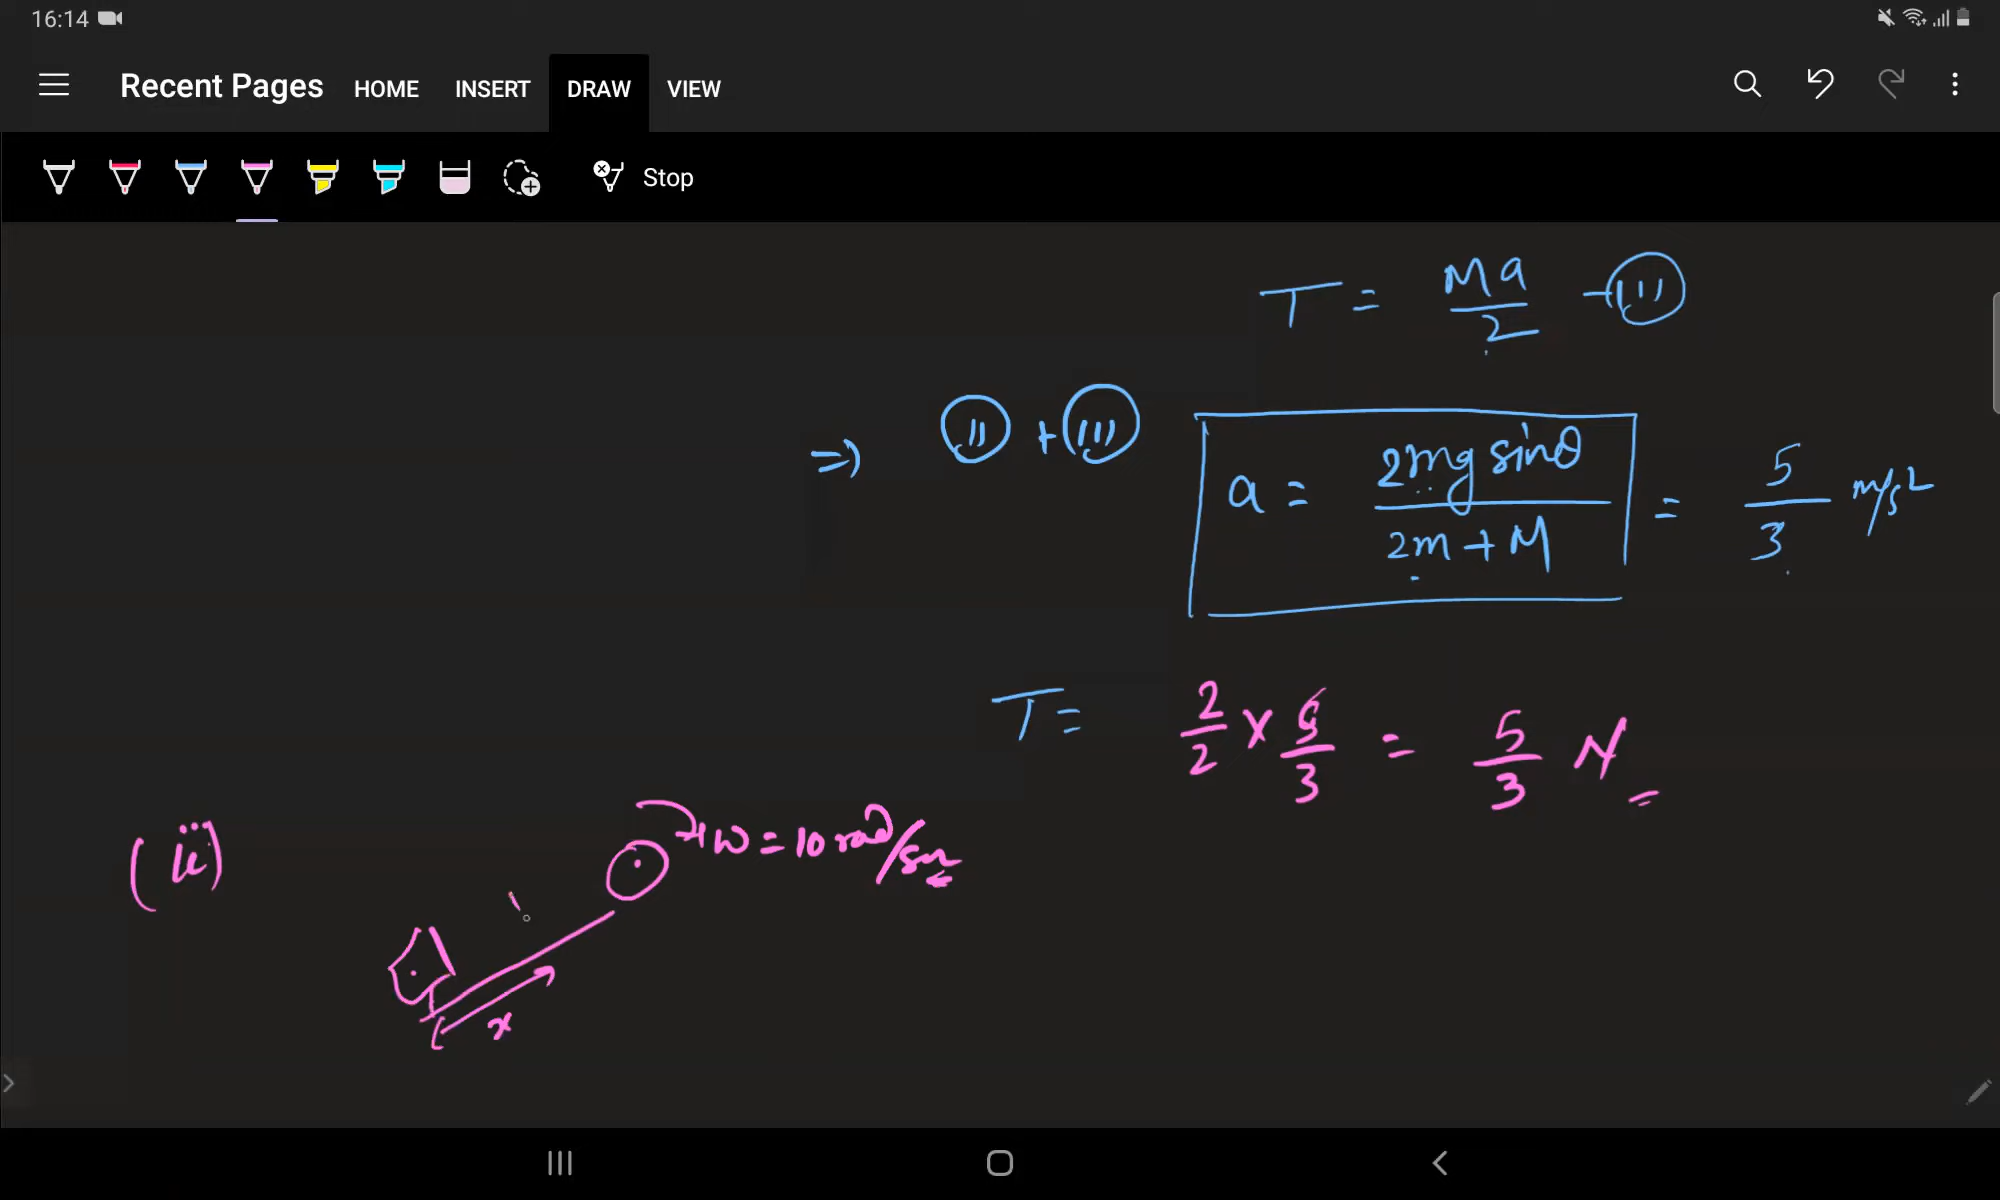 16:14
Recent Pages HOME INSERT DRAW VIEW
Stop
T = Ma/2 -(III)
=> (II) + (III) a = 2mg sinθ / 2m + M = 5/3 m/s²
T = 2/2 x 5/3 = 5/3 N
(iii) ω = 10 rad/sec
x